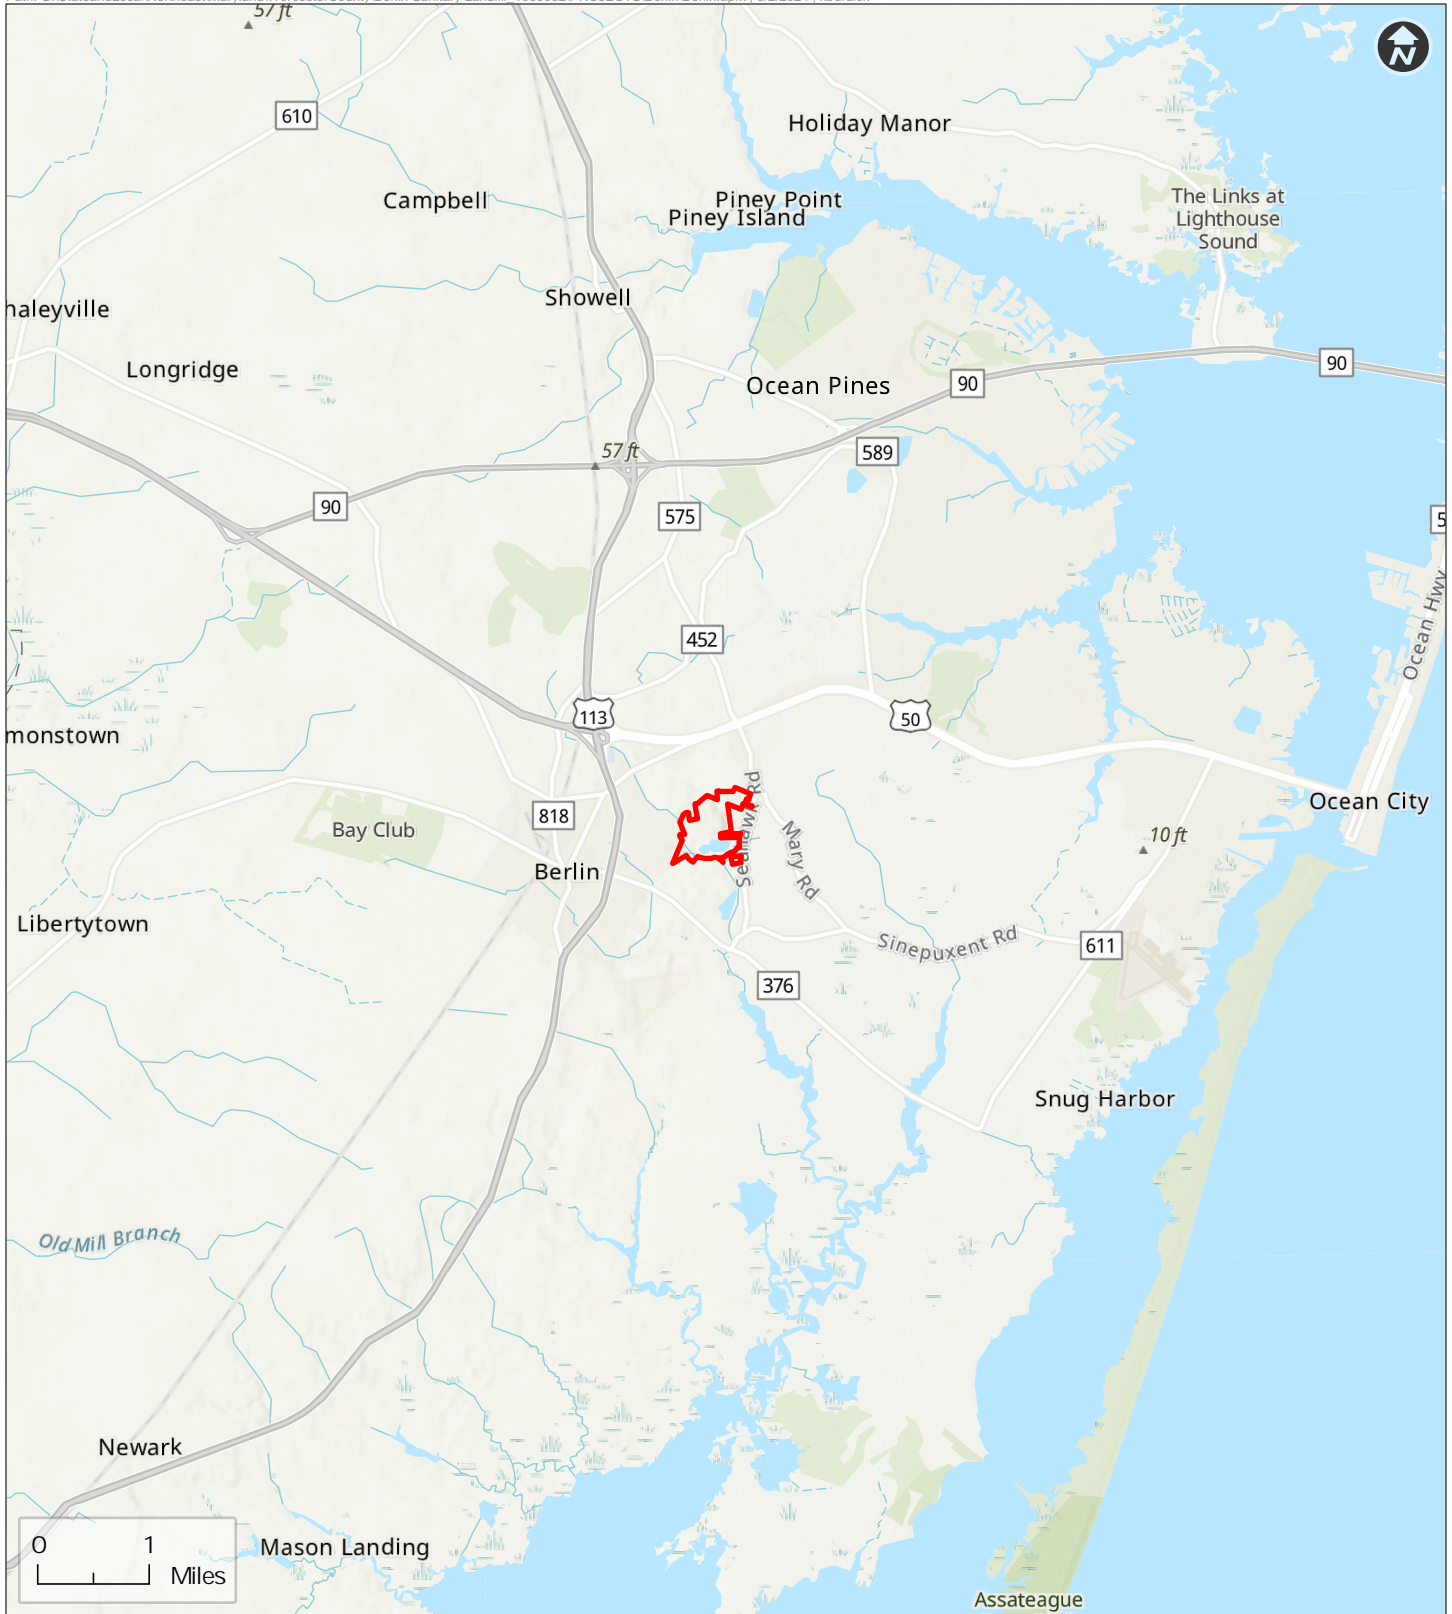 57 ft
N
610
Holiday Manor
Campbell
Piney Point
Piney Island
The Links at
Lighthouse
Sound
Showell
haleyville
Longridge
90
Ocean Pines
90
589
57 ft
90
575
5
Ocean Hwy
452
113
50
monstown
Ocean City
818
Bay Club
Seahawk Rd
Mary Rd
10 ft
Berlin
Libertytown
Sinepuxent Rd
611
376
Snug Harbor
Old Mill Branch
Newark
0 1
Miles
Mason Landing
Assateague